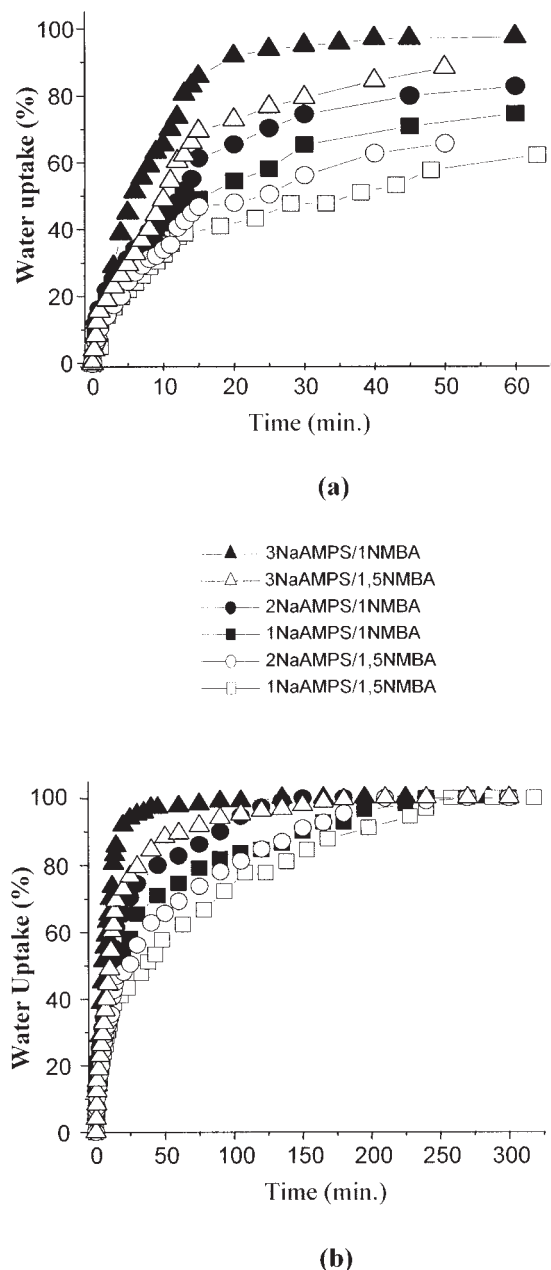 100
80
60
40
20
0
Water uptake (%)
0 10 20 30 40 50 60
Time (min.)
(a)
3NaAMPS/1NMBA
3NaAMPS/1,5NMBA
2NaAMPS/1NMBA
1NaAMPS/1NMBA
2NaAMPS/1,5NMBA
1NaAMPS/1,5NMBA
100
80
60
40
20
0
Water Uptake (%)
0 50 100 150 200 250 300
Time (min.)
(b)